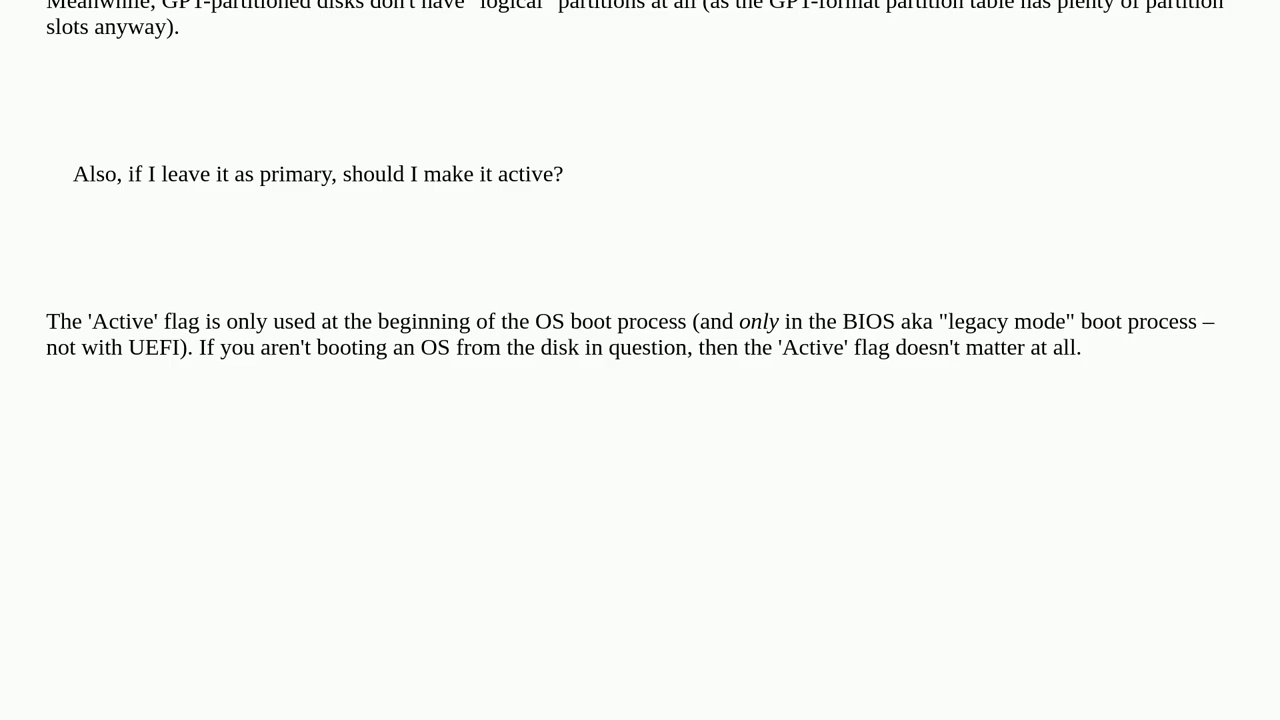 Meanwhile, GPT-partitioned disks don't have "logical" partitions at all (as the GPT-format partition table has plenty of partition
slots anyway).
Also, if I leave it as primary, should I make it active?
The 'Active' flag is only used at the beginning of the OS boot process (and only in the BIOS aka "legacy mode" boot process –
not with UEFI). If you aren't booting an OS from the disk in question, then the 'Active' flag doesn't matter at all.